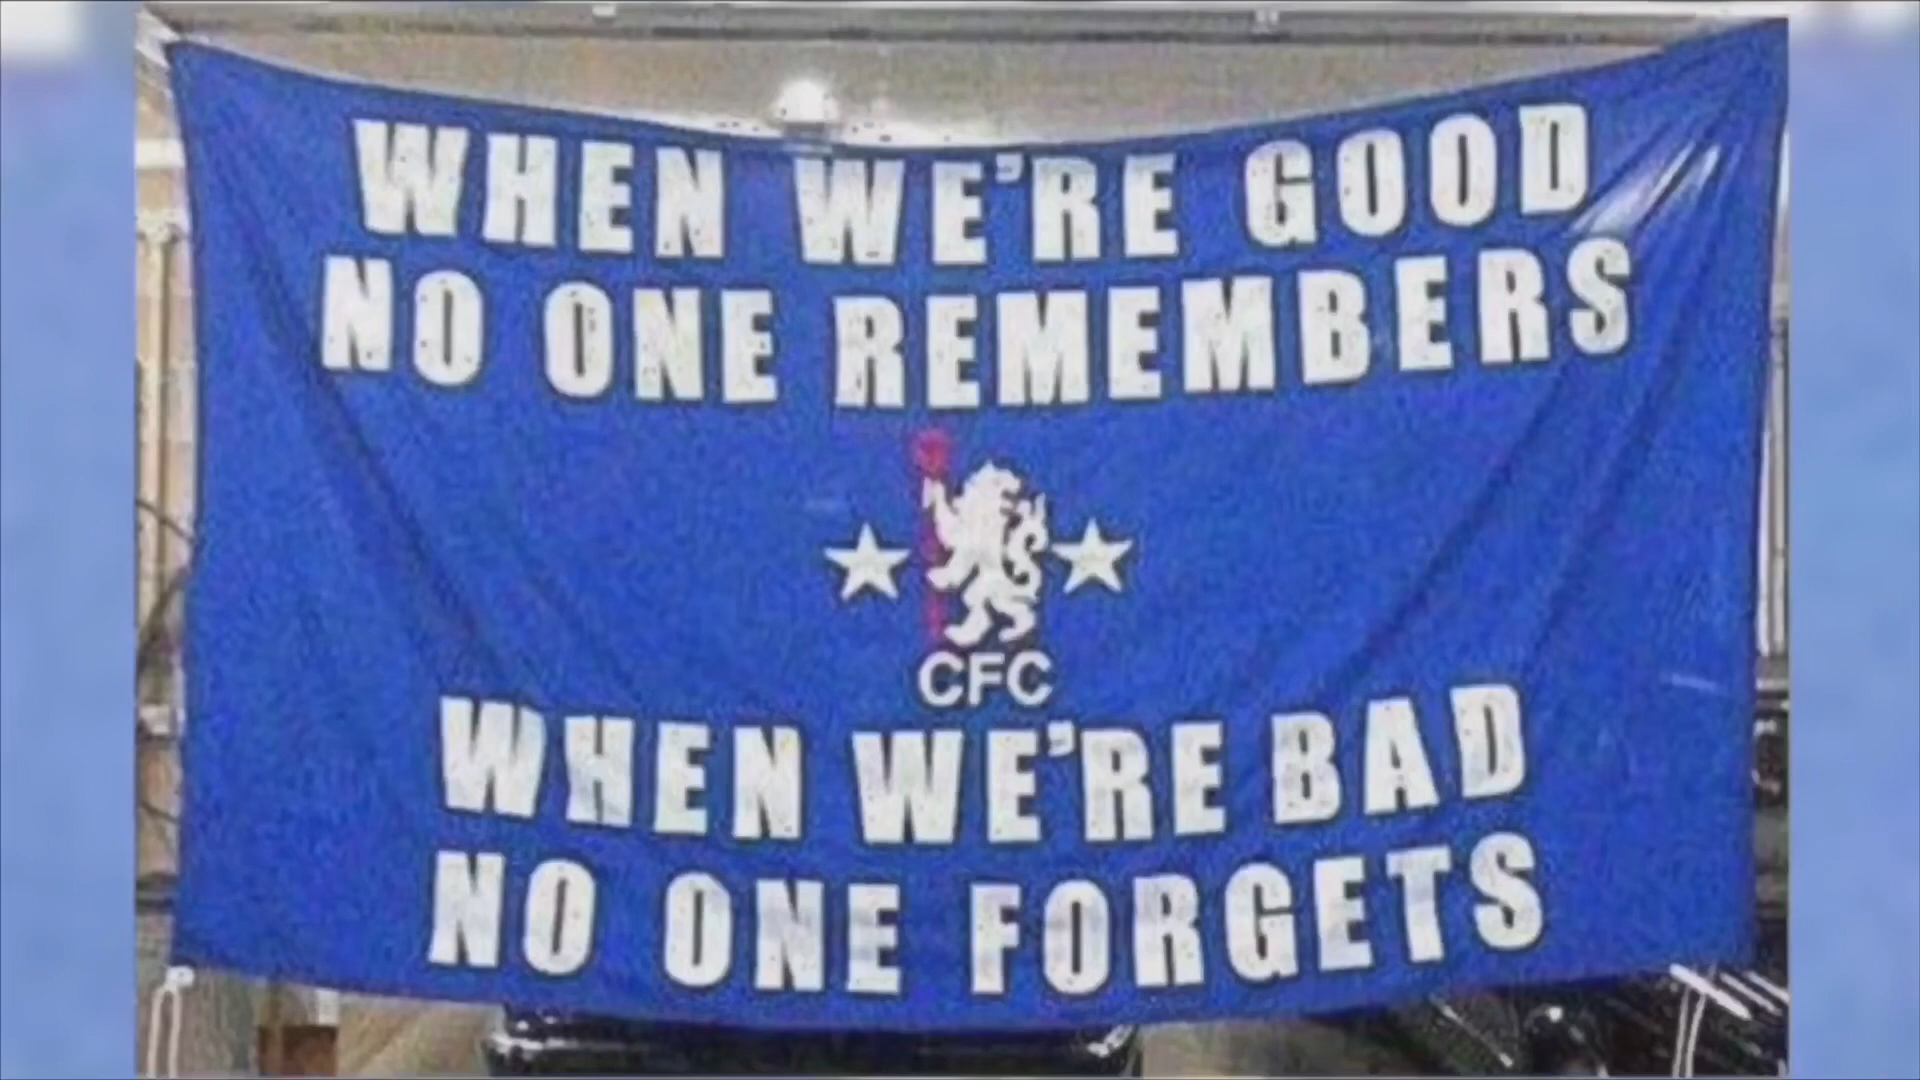 WHEN WE'RE GOOD
NO ONE REMEMBERS
CFC
WHEN WE'RE BAD
NO ONE FORGETS